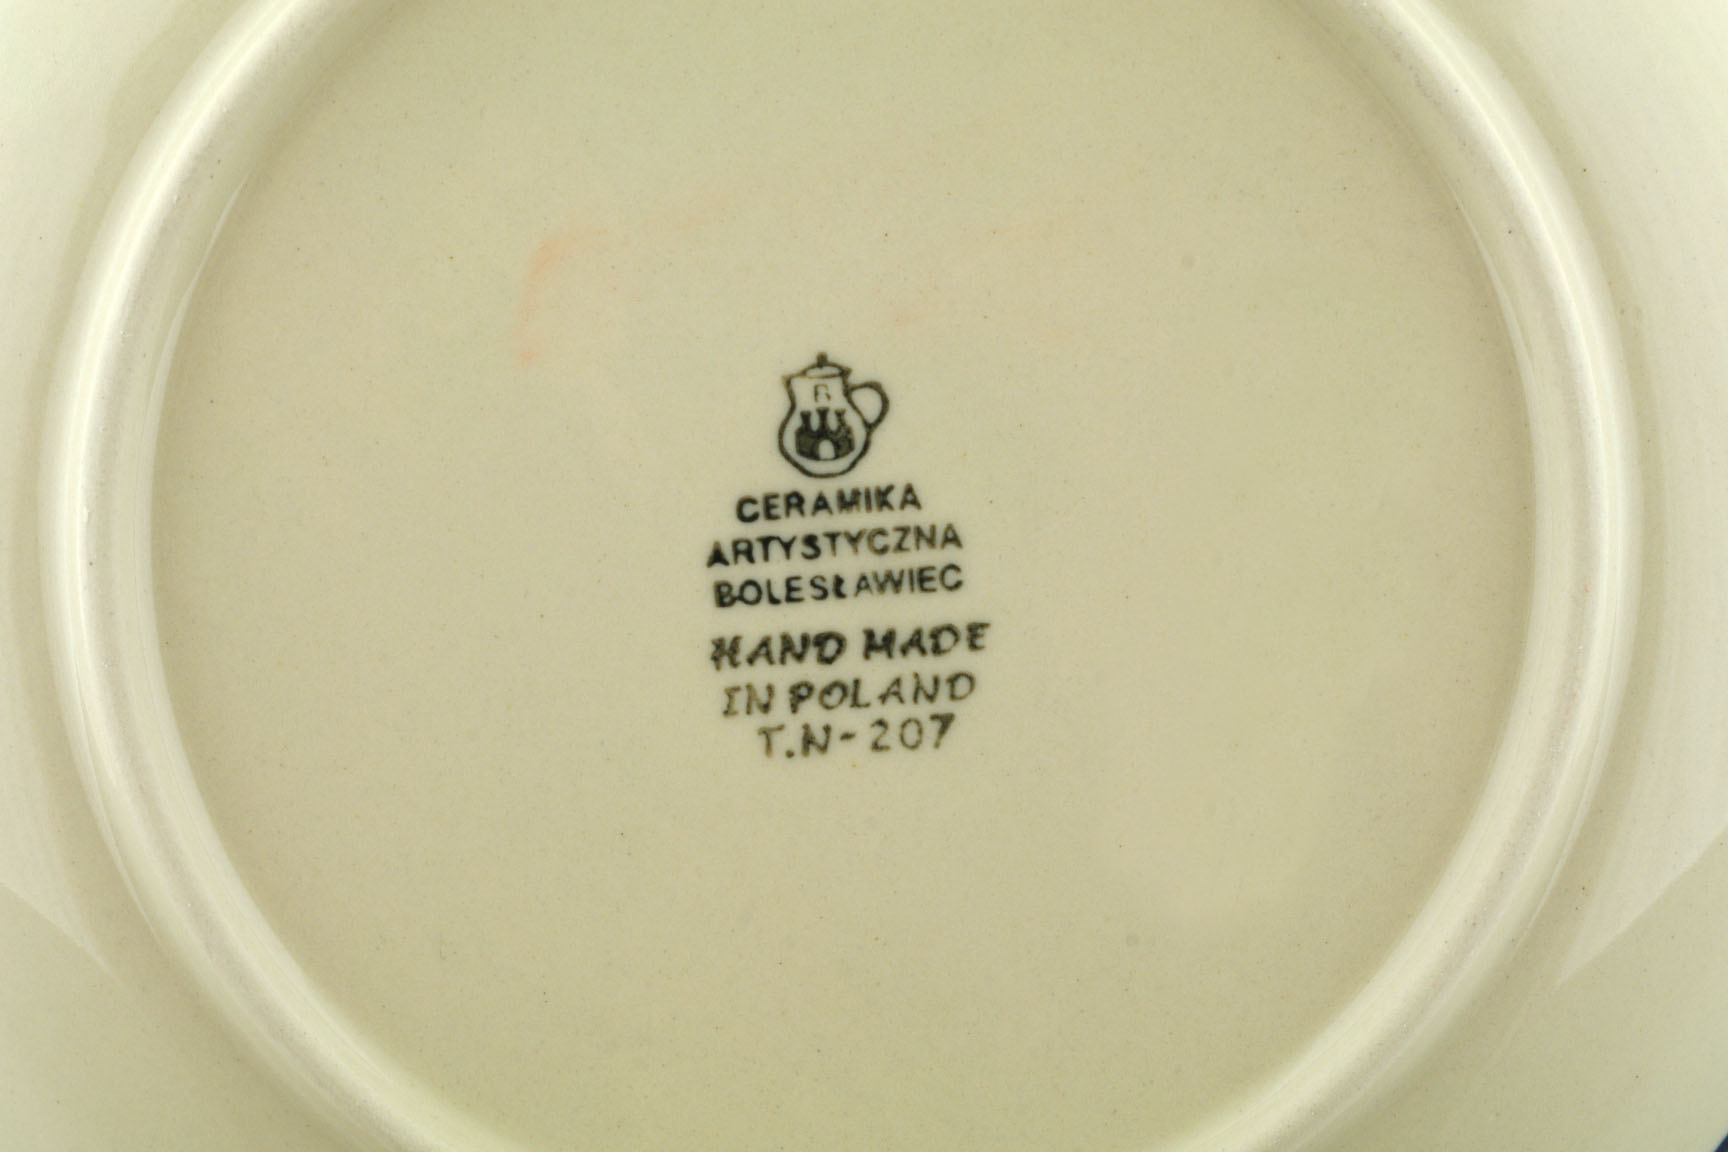 B
CERAMIKA
ARTYSTYCZNA
BOLESŁAWIEC
HAND MADE
IN POLAND
T.N-207